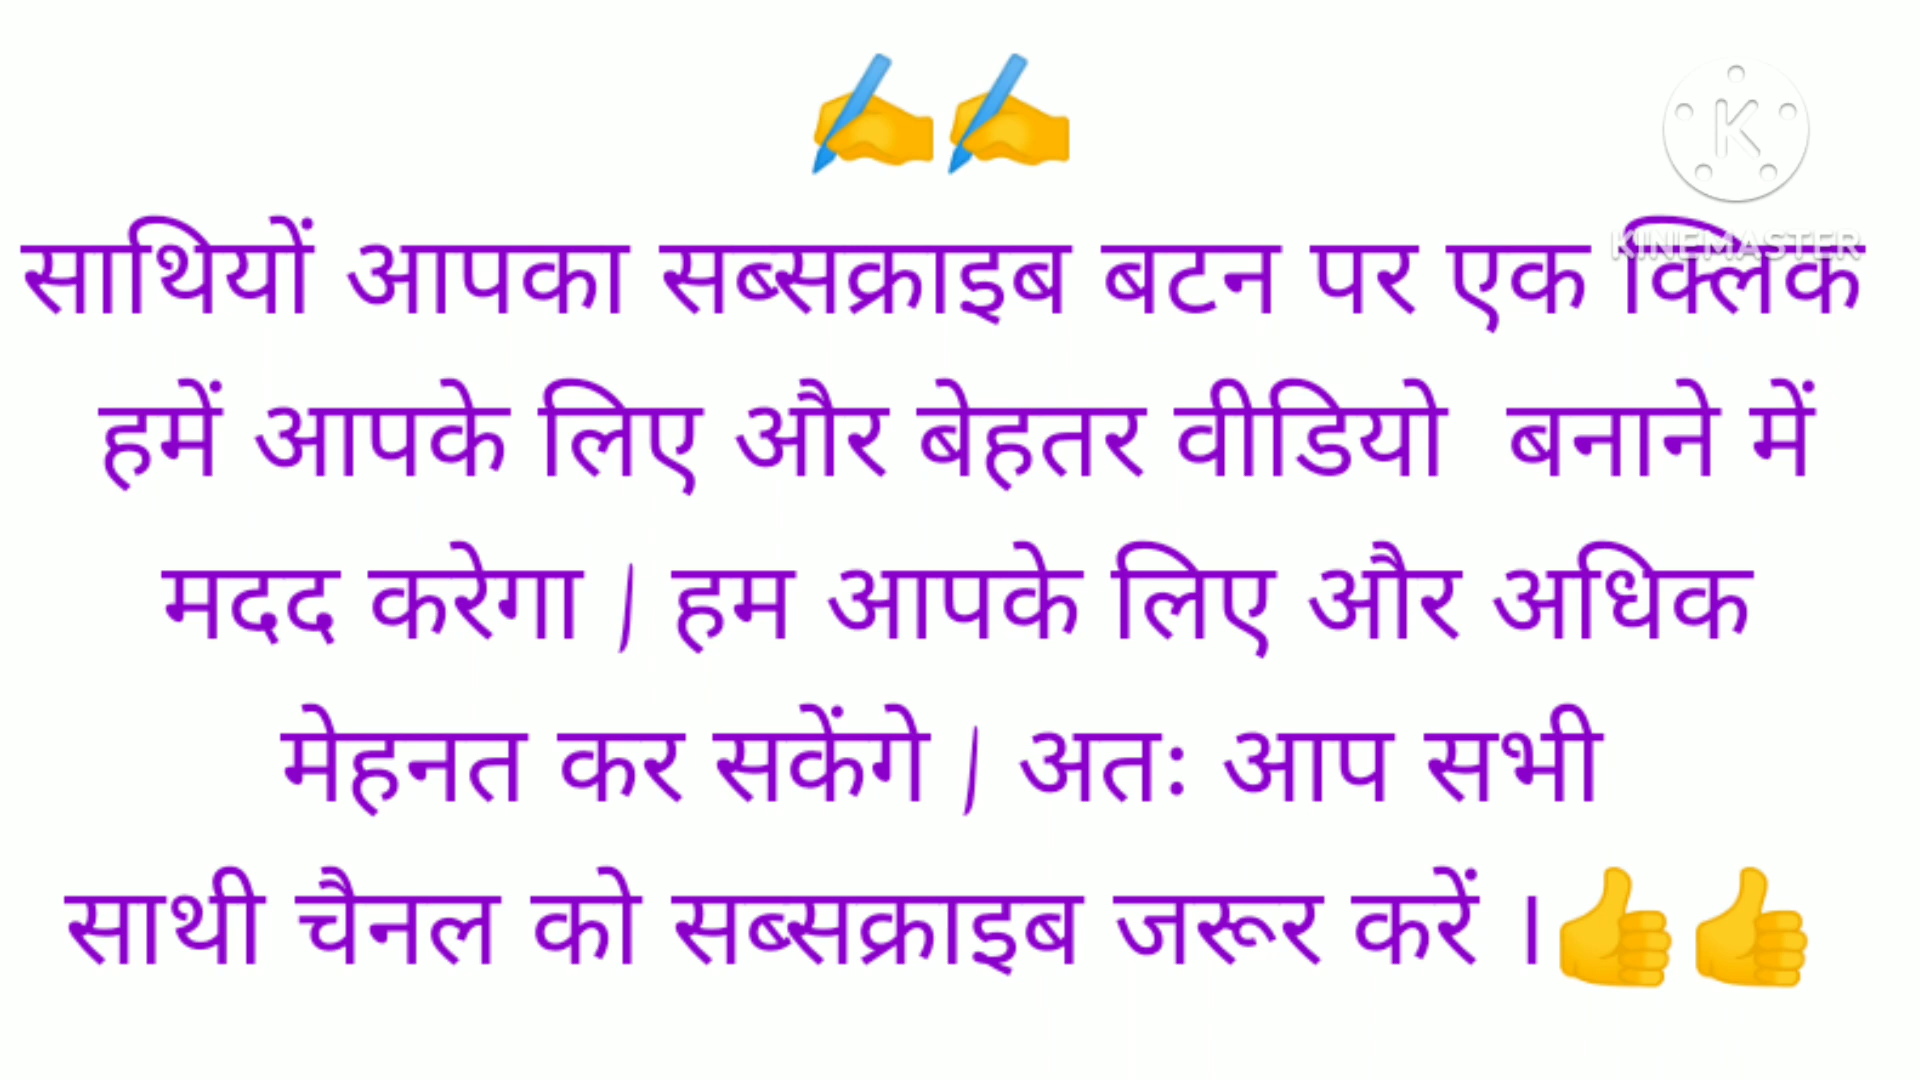 ✍✍
K
KINEMASTER
साथियों आपका सब्सक्राइब बटन पर एक क्लिक
हमें आपके लिए और बेहतर वीडियो बनाने में
मदद करेगा / हम आपके लिए और अधिक
मेहनत कर सकेंगे / अतः आप सभी
साथी चैनल को सब्सक्राइब जरूर करें ।👍👍